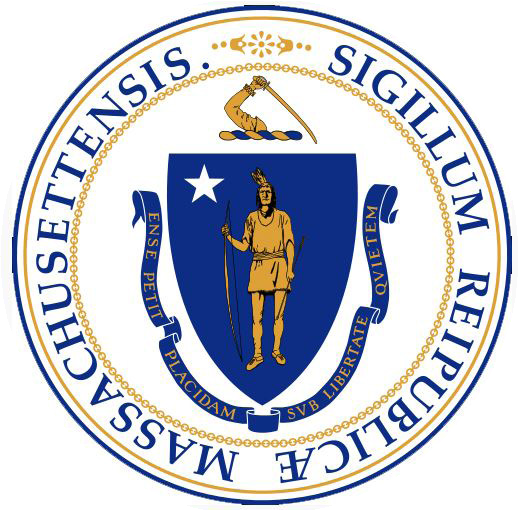 SIGILLUM REIPUBLICÆ MASSACHUSETTENSIS.
ENSE PETIT
PLACIDAM
SVB LIBERTATE
QVIETEM